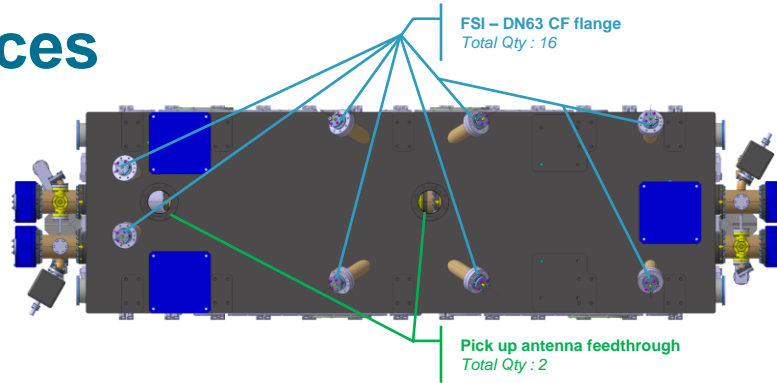 ces
FSI – DN63 CF flange
Total Qty : 16
Pick up antenna feedthrough
Total Qty : 2